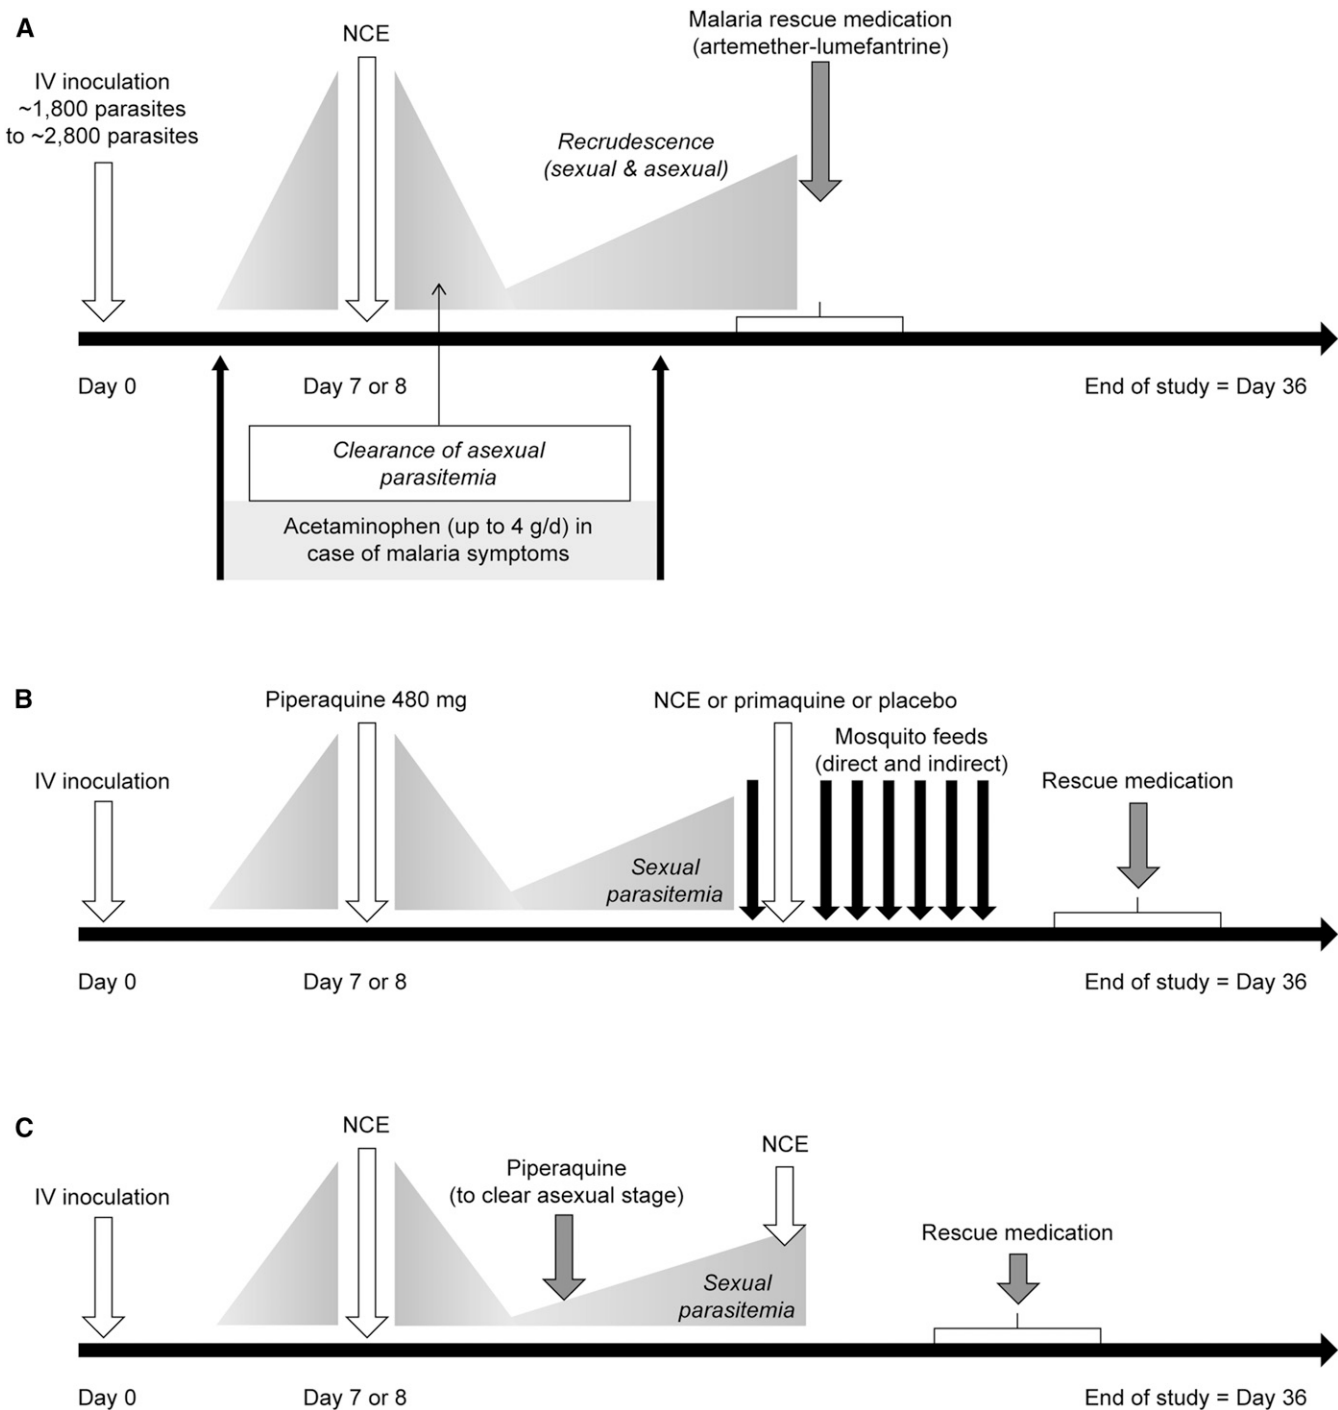 A
NCE
Malaria rescue medication
(artemether-lumefantrine)
IV inoculation
~1,800 parasites
to ~2,800 parasites
Recrudescence
(sexual & asexual)
Day 0
Day 7 or 8
End of study = Day 36
Clearance of asexual
parasitemia
Acetaminophen (up to 4 g/d) in
case of malaria symptoms
B
Piperaquine 480 mg
NCE or primaquine or placebo
Mosquito feeds
(direct and indirect)
IV inoculation
Rescue medication
Sexual
parasitemia
Day 0
Day 7 or 8
End of study = Day 36
C
NCE
NCE
Piperaquine
(to clear asexual stage)
IV inoculation
Rescue medication
Sexual
parasitemia
Day 0
Day 7 or 8
End of study = Day 36